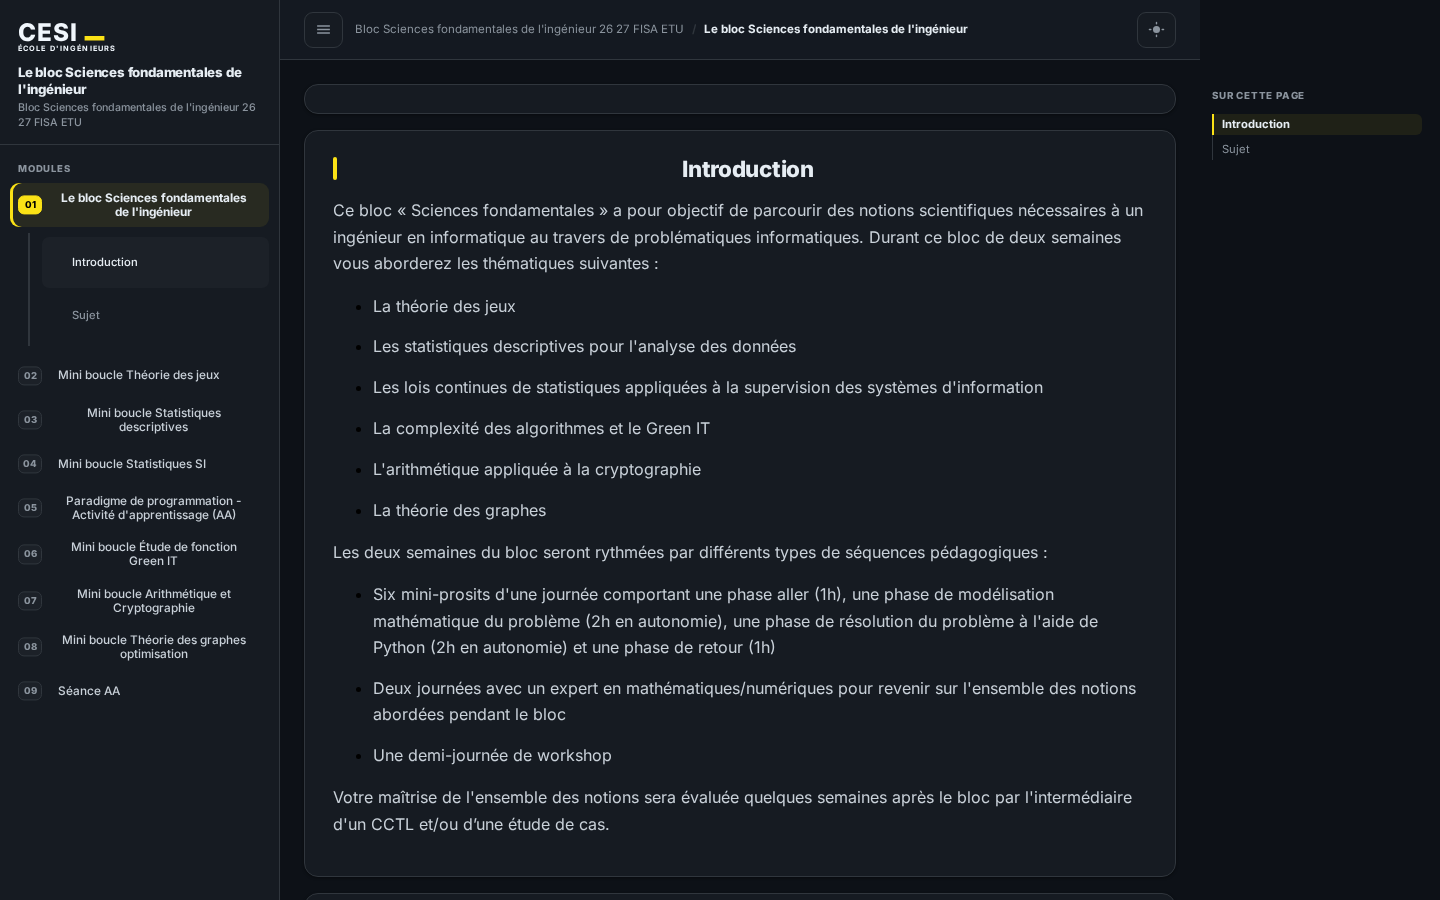 CESI
ÉCOLE D'INGÉNIEURS
Le bloc Sciences fondamentales de
l'ingénieur
Bloc Sciences fondamentales de l'ingénieur 26
27 FISA ETU
MODULES
01 Le bloc Sciences fondamentales
de l'ingénieur
Introduction
Sujet
02 Mini boucle Théorie des jeux
03 Mini boucle Statistiques
descriptives
04 Mini boucle Statistiques SI
05 Paradigme de programmation -
Activité d'apprentissage (AA)
06 Mini boucle Étude de fonction
Green IT
07 Mini boucle Arithmétique et
Cryptographie
08 Mini boucle Théorie des graphes
optimisation
09 Séance AA
Bloc Sciences fondamentales de l'ingénieur 26 27 FISA ETU / Le bloc Sciences fondamentales de l'ingénieur
Introduction
Ce bloc « Sciences fondamentales » a pour objectif de parcourir des notions scientifiques nécessaires à un
ingénieur en informatique au travers de problématiques informatiques. Durant ce bloc de deux semaines
vous aborderez les thématiques suivantes :
• La théorie des jeux
• Les statistiques descriptives pour l'analyse des données
• Les lois continues de statistiques appliquées à la supervision des systèmes d'information
• La complexité des algorithmes et le Green IT
• L'arithmétique appliquée à la cryptographie
• La théorie des graphes
Les deux semaines du bloc seront rythmées par différents types de séquences pédagogiques :
• Six mini-prosits d'une journée comportant une phase aller (1h), une phase de modélisation
mathématique du problème (2h en autonomie), une phase de résolution du problème à l'aide de
Python (2h en autonomie) et une phase de retour (1h)
• Deux journées avec un expert en mathématiques/numériques pour revenir sur l'ensemble des notions
abordées pendant le bloc
• Une demi-journée de workshop
Votre maîtrise de l'ensemble des notions sera évaluée quelques semaines après le bloc par l'intermédiaire
d'un CCTL et/ou d’une étude de cas.
SUR CETTE PAGE
Introduction
Sujet